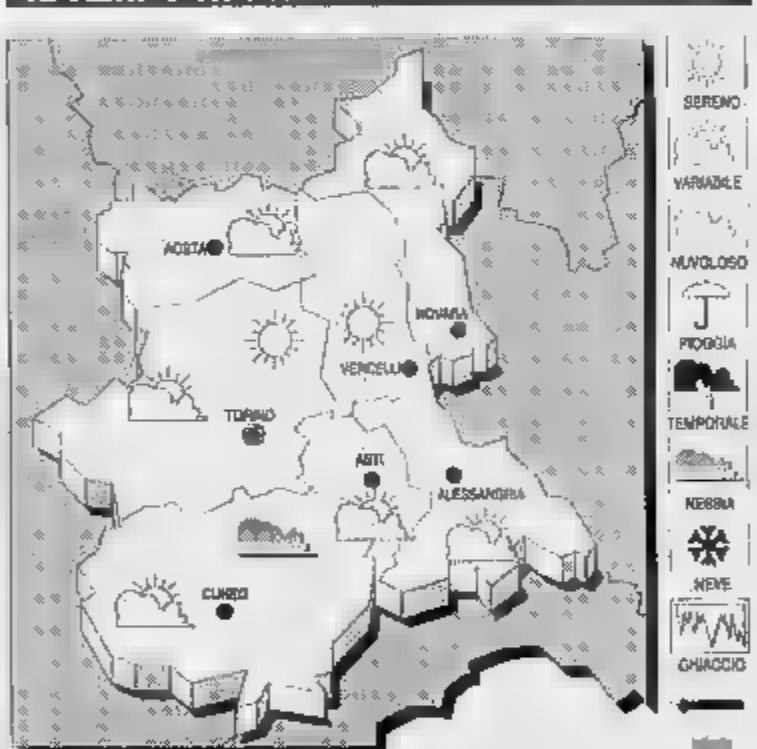 SERENO
VARIABILE
NUVOLOSO
PIOGGIA
TEMPORALE
NEBBIA
NEVE
GHIACCIO
AOSTA
NOVARA
VERCELLI
TORINO
ASTI
ALESSANDRIA
CUNEO